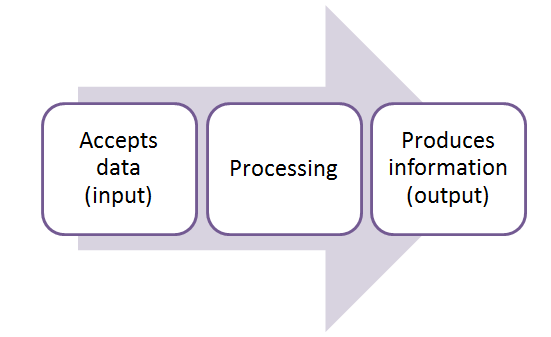 Accepts
data
(input)
Processing
Produces
information
(output)